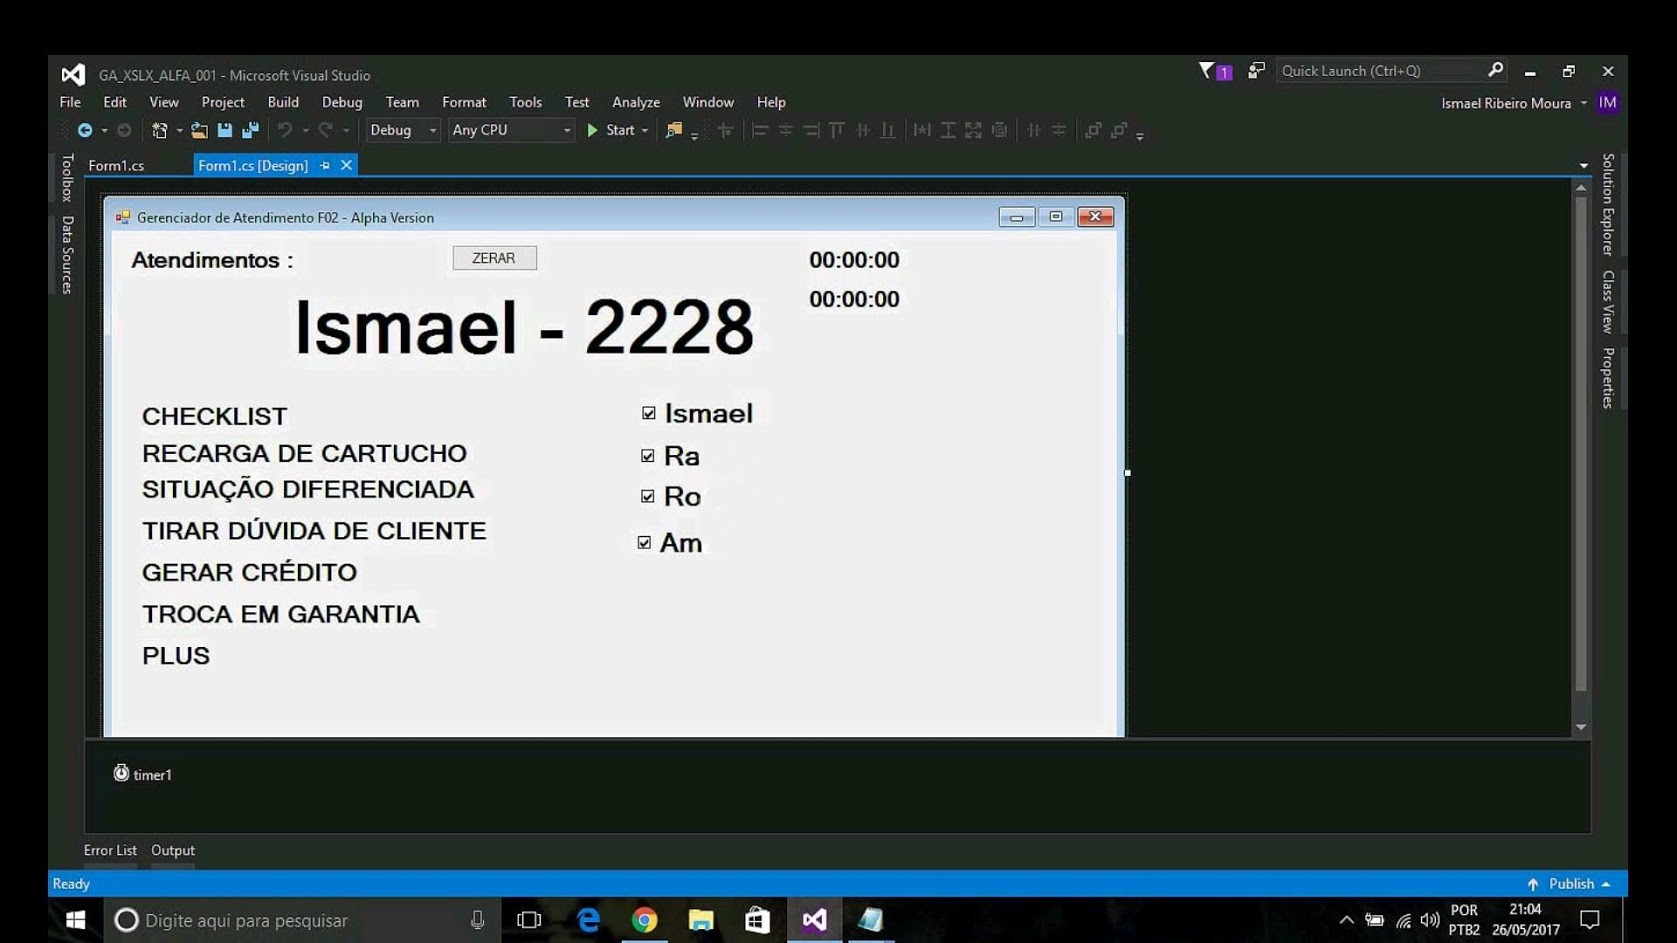 GA_XSLX_ALFA_001 - Microsoft Visual Studio
1
Quick Launch (Ctrl+Q)
File Edit View Project Build Debug Team Format Tools Test Analyze Window Help
Ismael Ribeiro Moura IM
Debug Any CPU Start
Form1.cs Form1.cs [Design]
Toolbox
Data Sources
Solution Explorer
Class View
Properties
Gerenciador de Atendimento F02 - Alpha Version
Atendimentos : ZERAR 00:00:00
00:00:00
Ismael - 2228
CHECKLIST
RECARGA DE CARTUCHO
SITUAÇÃO DIFERENCIADA
TIRAR DÚVIDA DE CLIENTE
GERAR CRÉDITO
TROCA EM GARANTIA
PLUS
Ismael
Ra
Ro
Am
timer1
Error List Output
Ready
Publish
Digite aqui para pesquisar
POR
PTB2
21:04
26/05/2017